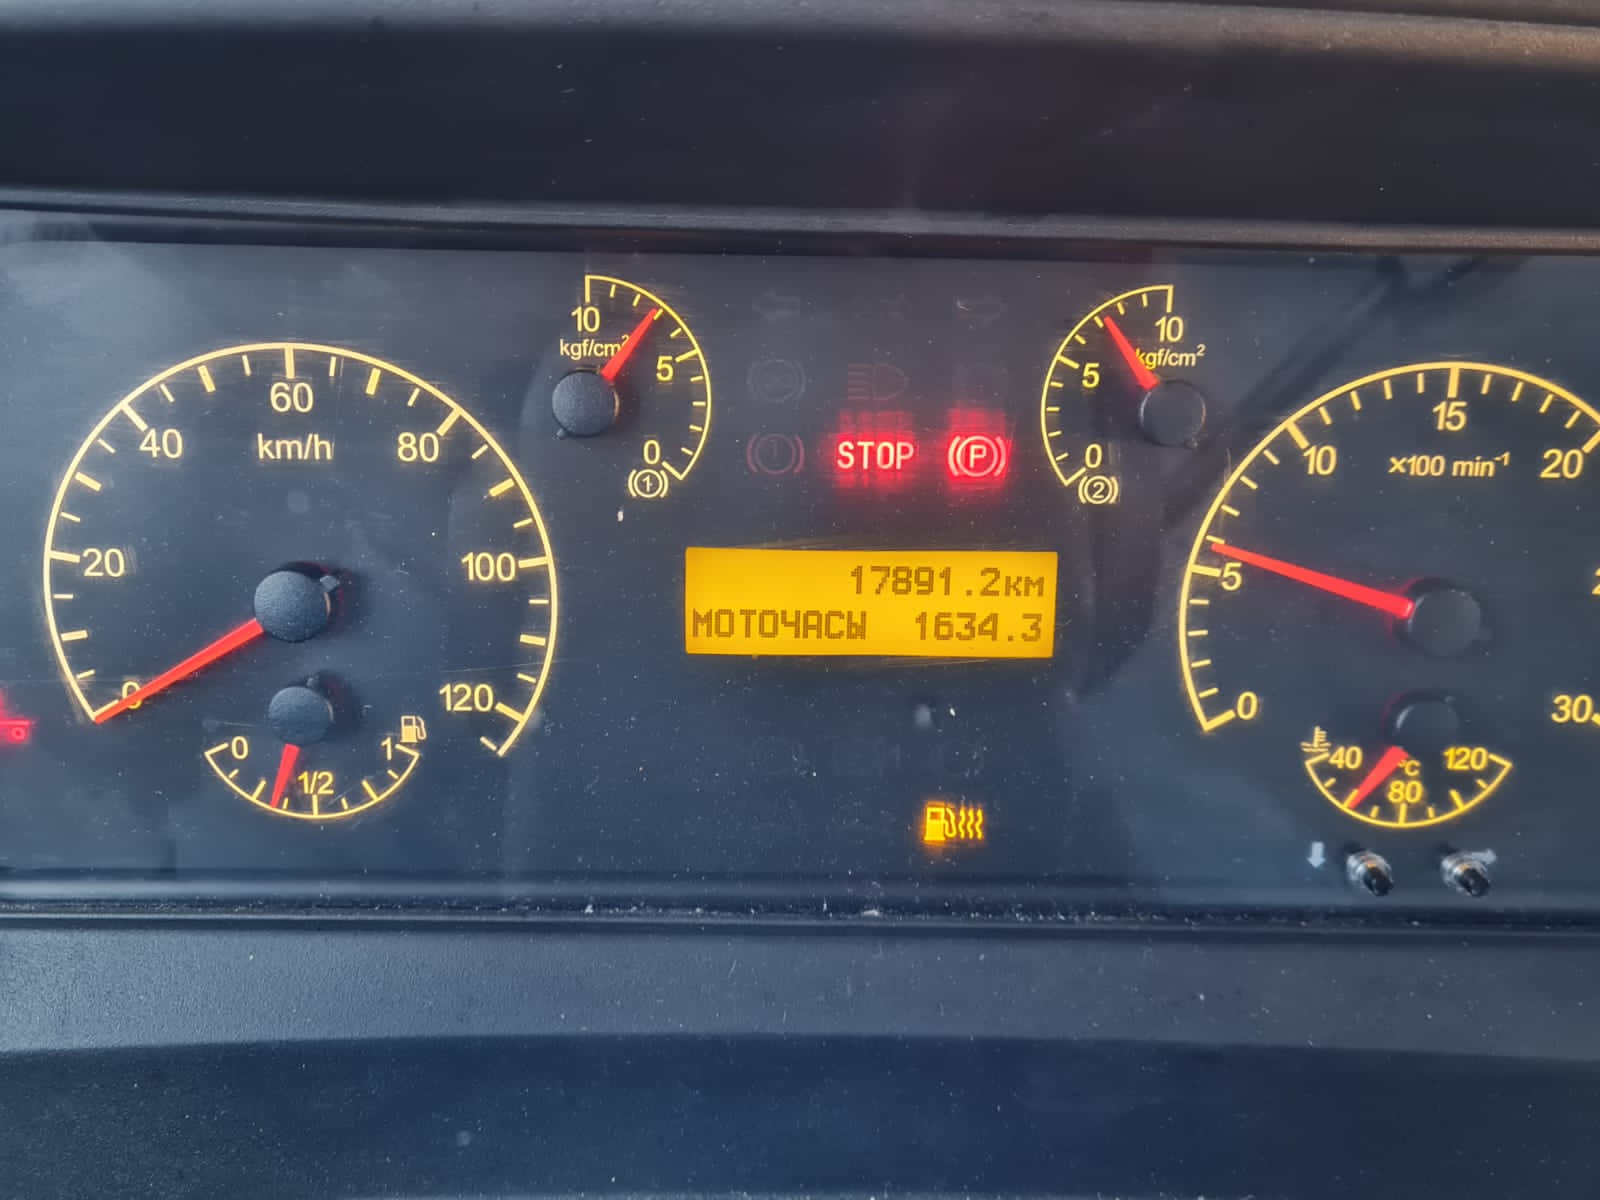 0 20 40 60 80 100 120
km/h
0 1/2 1
10 5 0
kgf/cm²
(1)
STOP (P)
10 5 0
kgf/cm²
(2)
17891.2км
МОТОЧАСЫ 1634.3
0 5 10 15 20 30
x100 min⁻¹
40 80 120
°C